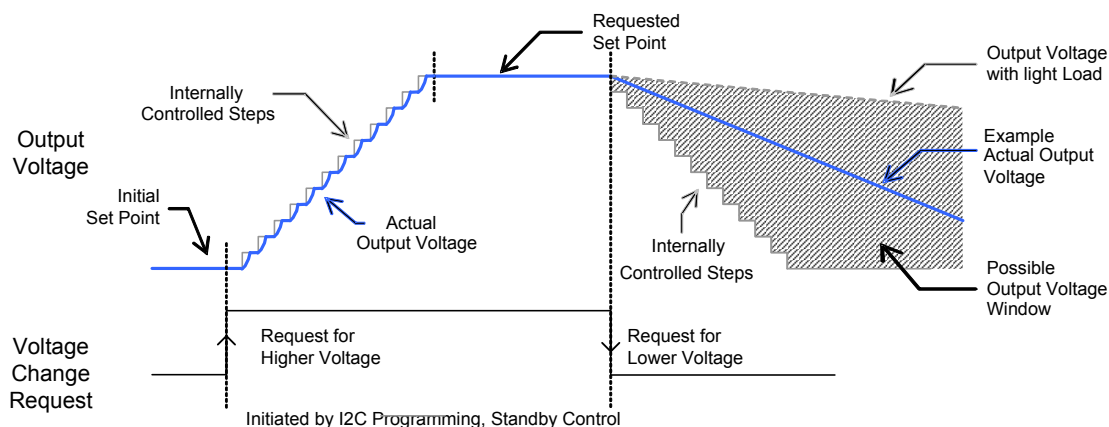 Requested
Set Point
Output Voltage
with light Load
Internally
Controlled Steps
Output
Voltage
Example
Actual Output
Voltage
Initial
Set Point
Actual
Output Voltage
Internally
Controlled Steps
Possible
Output Voltage
Window
Voltage
Change
Request
Request for
Higher Voltage
Request for
Lower Voltage
Initiated by I2C Programming, Standby Control